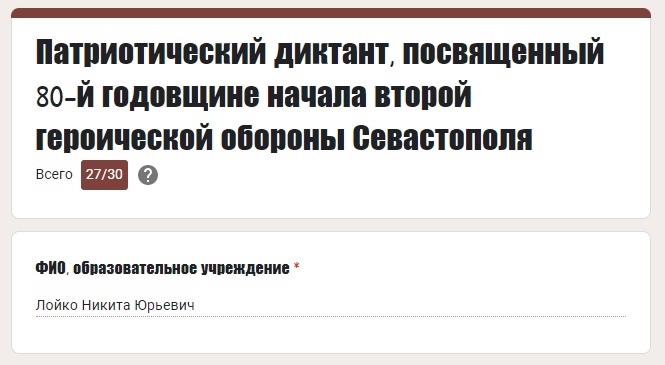 Патриотический диктант, посвященный
80-й годовщине начала второй
героической обороны Севастополя
Всего 27/30 ?
ФИО, образовательное учреждение *
Лойко Никита Юрьевич